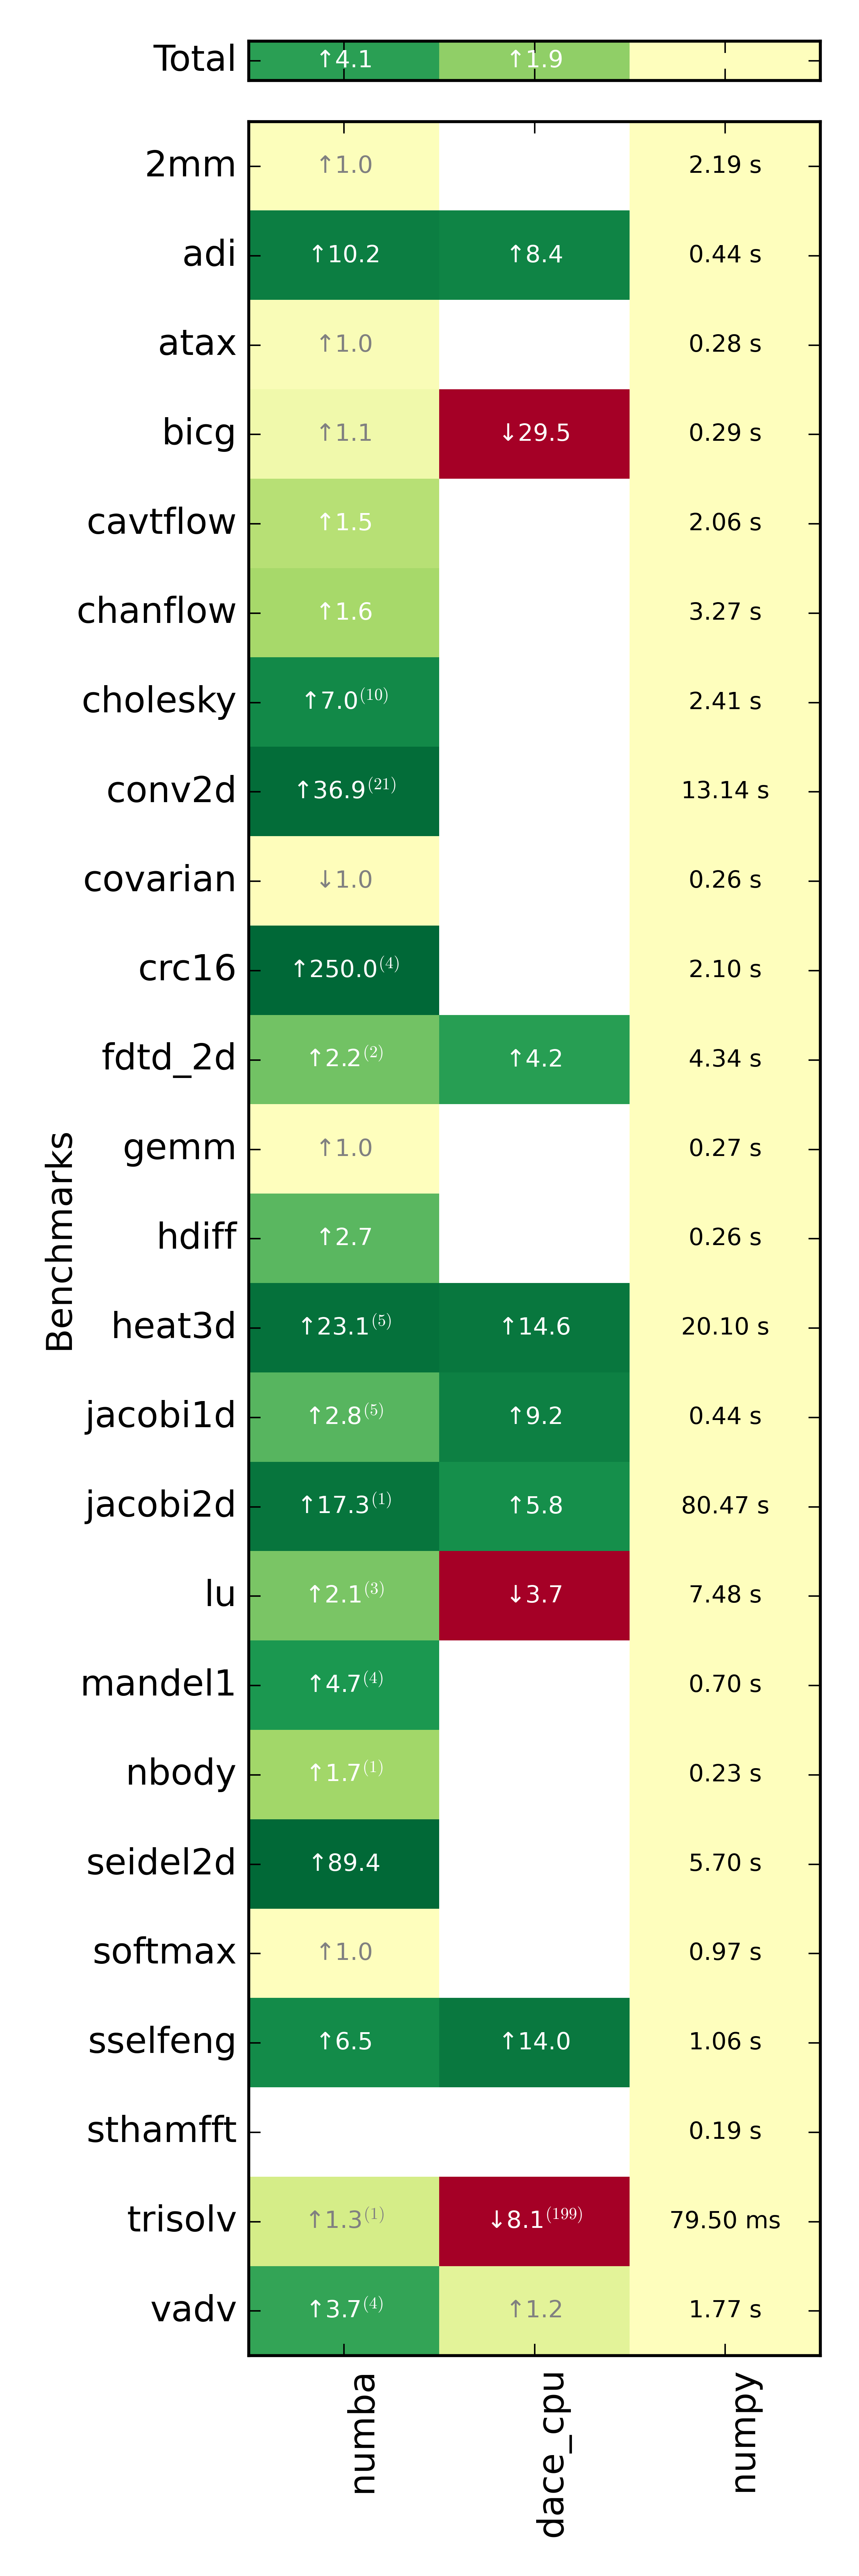 Total ↑4.1 ↑1.9
2mm ↑1.0 2.19 s
adi ↑10.2 ↑8.4 0.44 s
atax ↑1.0 0.28 s
bicg ↑1.1 ↓29.5 0.29 s
cavtflow ↑1.5 2.06 s
chanflow ↑1.6 3.27 s
cholesky ↑7.0(10) 2.41 s
conv2d ↑36.9(21) 13.14 s
covarian ↓1.0 0.26 s
crc16 ↑250.0(4) 2.10 s
fdtd_2d ↑2.2(2) ↑4.2 4.34 s
gemm ↑1.0 0.27 s
hdiff ↑2.7 0.26 s
heat3d ↑23.1(5) ↑14.6 20.10 s
jacobi1d ↑2.8(5) ↑9.2 0.44 s
jacobi2d ↑17.3(1) ↑5.8 80.47 s
lu ↑2.1(3) ↓3.7 7.48 s
mandel1 ↑4.7(4) 0.70 s
nbody ↑1.7(1) 0.23 s
seidel2d ↑89.4 5.70 s
softmax ↑1.0 0.97 s
sselfeng ↑6.5 ↑14.0 1.06 s
sthamfft 0.19 s
trisolv ↑1.3(1) ↓8.1(199) 79.50 ms
vadv ↑3.7(4) ↑1.2 1.77 s
Benchmarks
numba dace_cpu numpy